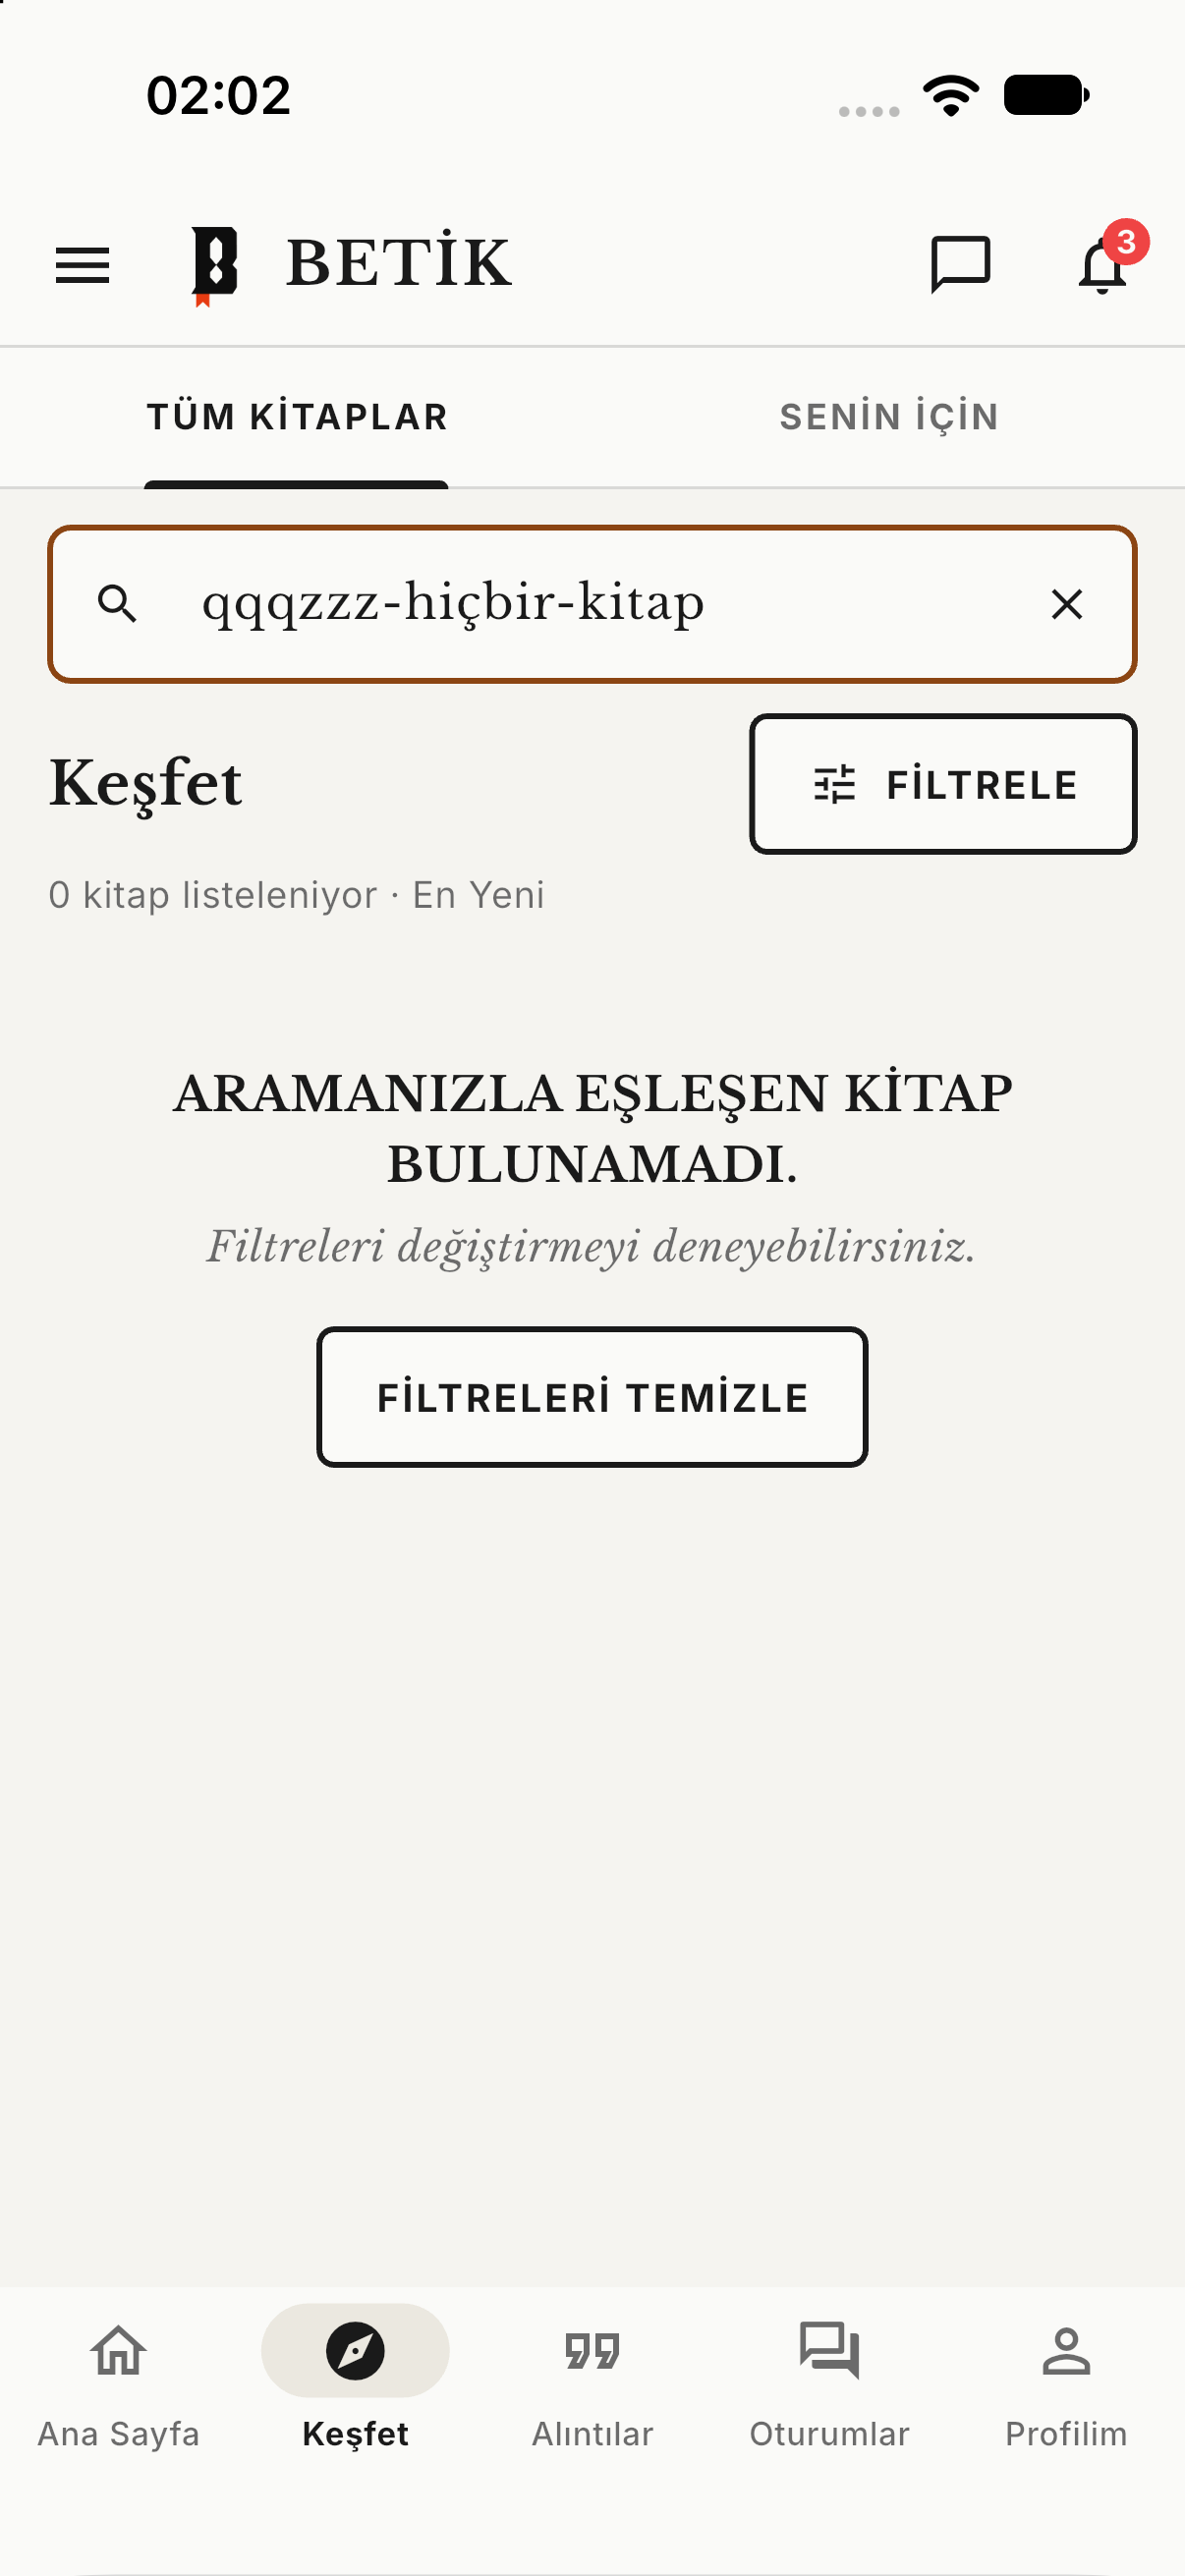 02:02
BETİK
3
TÜM KİTAPLAR
SENİN İÇİN
qqqzzz-hiçbir-kitap
Keşfet
FİLTRELE
0 kitap listeleniyor · En Yeni
ARAMANIZLA EŞLEŞEN KİTAP
BULUNAMADI.
Filtreleri değiştirmeyi deneyebilirsiniz.
FİLTRELERİ TEMİZLE
Ana Sayfa
Keşfet
Alıntılar
Oturumlar
Profilim